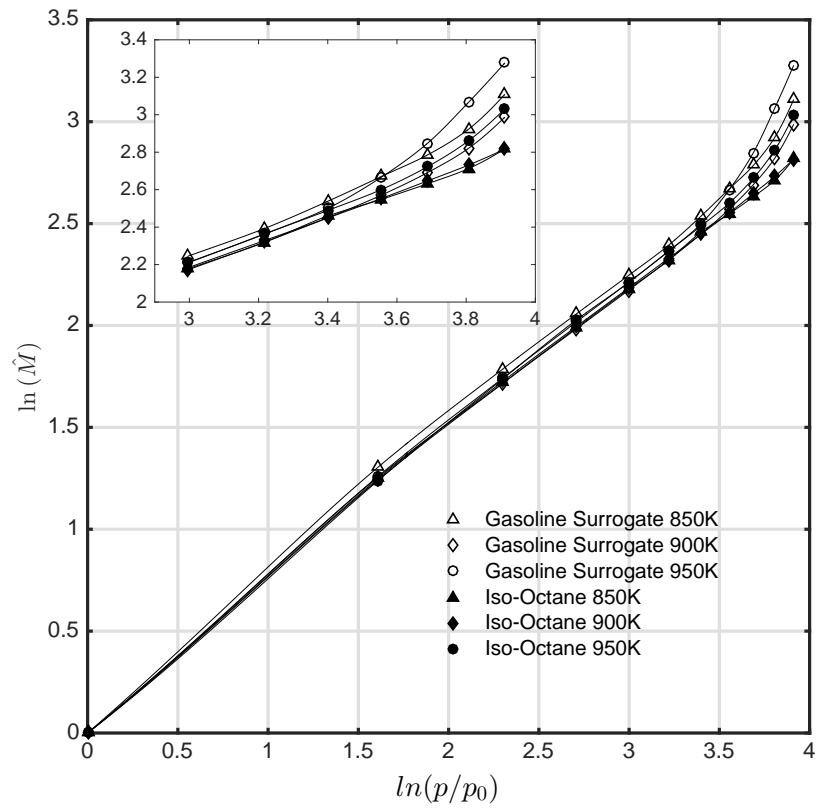 3.5
3
2.5
2
1.5
1
0.5
0
ln (M̂)
0 0.5 1 1.5 2 2.5 3 3.5 4
ln(p/p₀)
3.4
3.2
3
2.8
2.6
2.4
2.2
2
3 3.2 3.4 3.6 3.8 4
Gasoline Surrogate 850K
Gasoline Surrogate 900K
Gasoline Surrogate 950K
Iso-Octane 850K
Iso-Octane 900K
Iso-Octane 950K